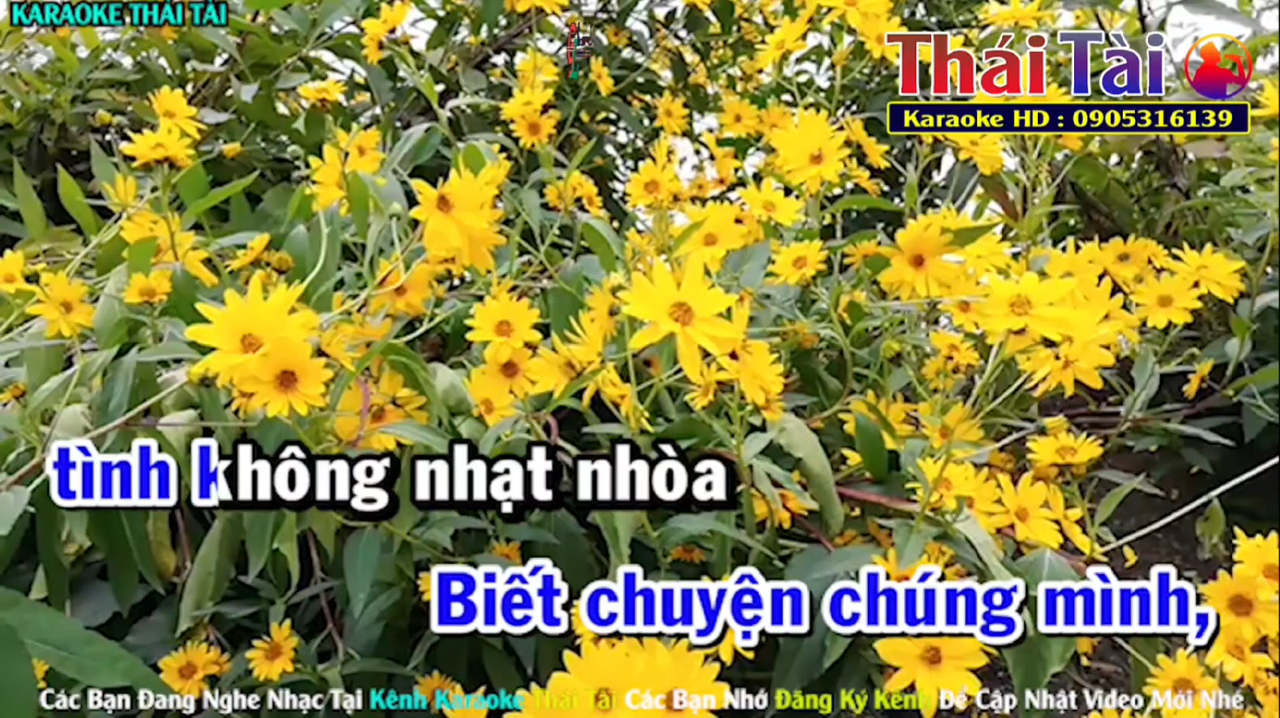 KARAOKE THÁI TÀI
Thái Tài
Karaoke HD : 0905316139
tình không nhạt nhòa
Biết chuyện chúng mình,
Các Bạn Đang Nghe Nhạc Tại Kênh Karaoke Thái Tài Các Bạn Nhớ Đăng Ký Kênh Để Cập Nhật Video Mới Nhé